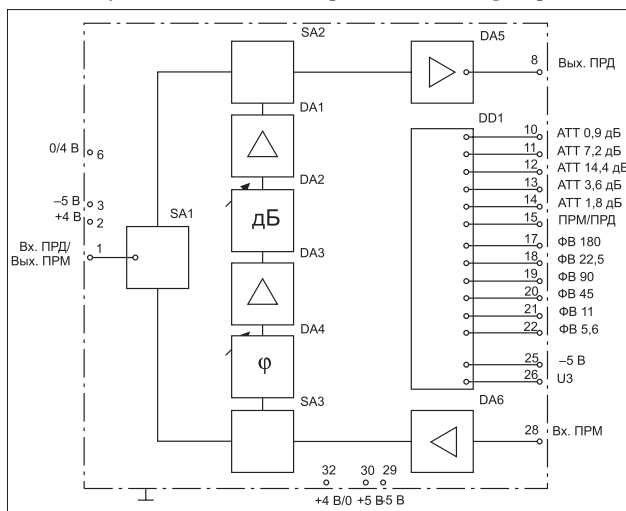 SA2
DA5
8 Вых. ПРД
DA1
DD1
0/4 В 6
10 АТТ 0,9 дБ
11 АТТ 7,2 дБ
DA2
12 АТТ 14,4 дБ
–5 В 3
13 АТТ 3,6 дБ
+4 В 2
14 АТТ 1,8 дБ
SA1
дБ
15 ПРМ/ПРД
Вх. ПРД/
Вых. ПРМ
1
17 ФВ 180
DA3
18 ФВ 22,5
19 ФВ 90
20 ФВ 45
DA4
21 ФВ 11
22 ФВ 5,6
φ
25 –5 В
26 U3
SA3
DA6
28 Вх. ПРМ
32 30 29
+4 В/0 +5 В –5 В